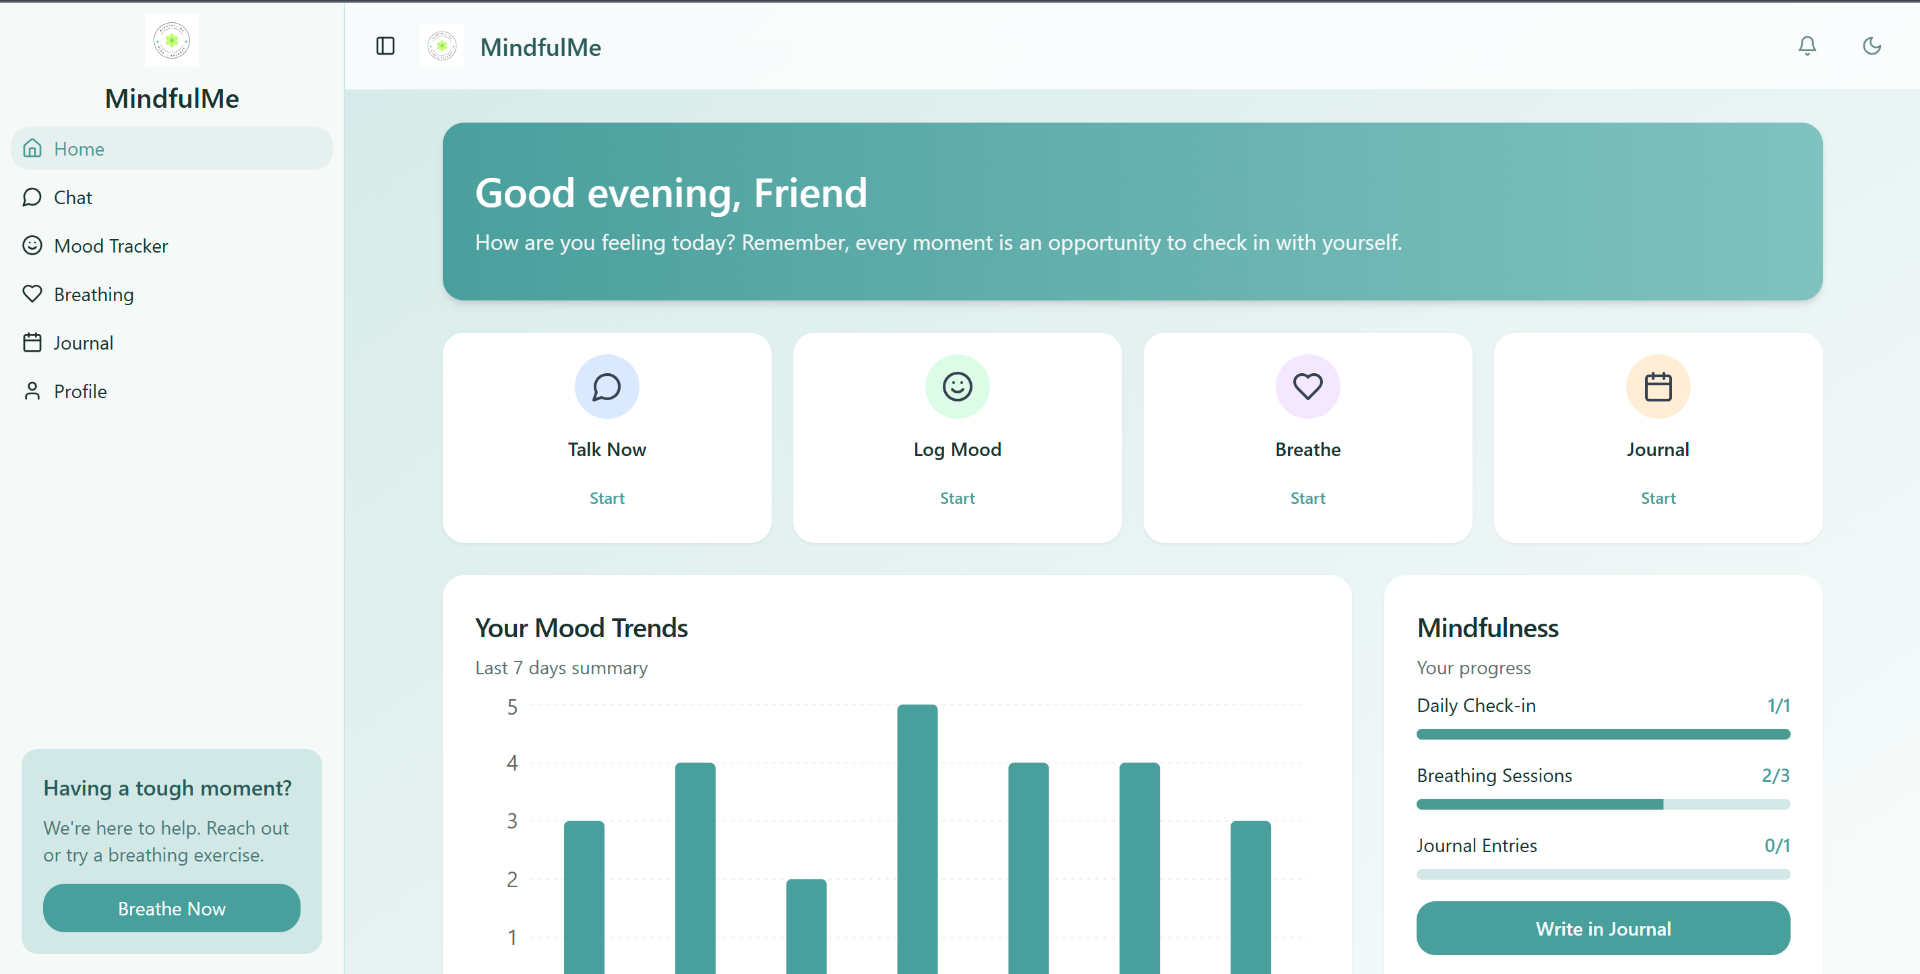 MindfulMe
Home
Chat
Mood Tracker
Breathing
Journal
Profile
Having a tough moment?
We're here to help. Reach out
or try a breathing exercise.
Breathe Now
MindfulMe
Good evening, Friend
How are you feeling today? Remember, every moment is an opportunity to check in with yourself.
Talk Now
Start
Log Mood
Start
Breathe
Start
Journal
Start
Your Mood Trends
Last 7 days summary
5
4
3
2
1
Mindfulness
Your progress
Daily Check-in 1/1
Breathing Sessions 2/3
Journal Entries 0/1
Write in Journal